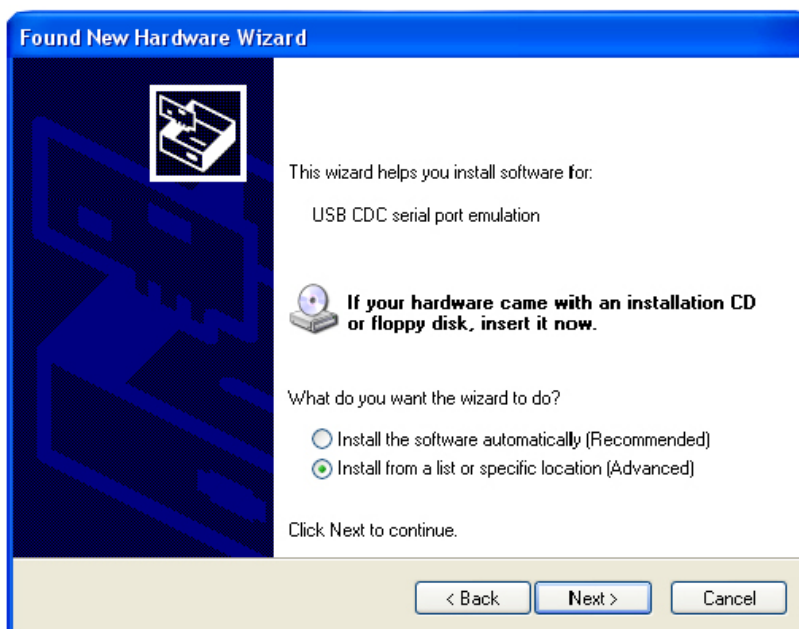 Found New Hardware Wizard
This wizard helps you install software for:
USB CDC serial port emulation
If your hardware came with an installation CD
or floppy disk, insert it now.
What do you want the wizard to do?
Install the software automatically (Recommended)
Install from a list or specific location (Advanced)
Click Next to continue.
< Back
Next >
Cancel